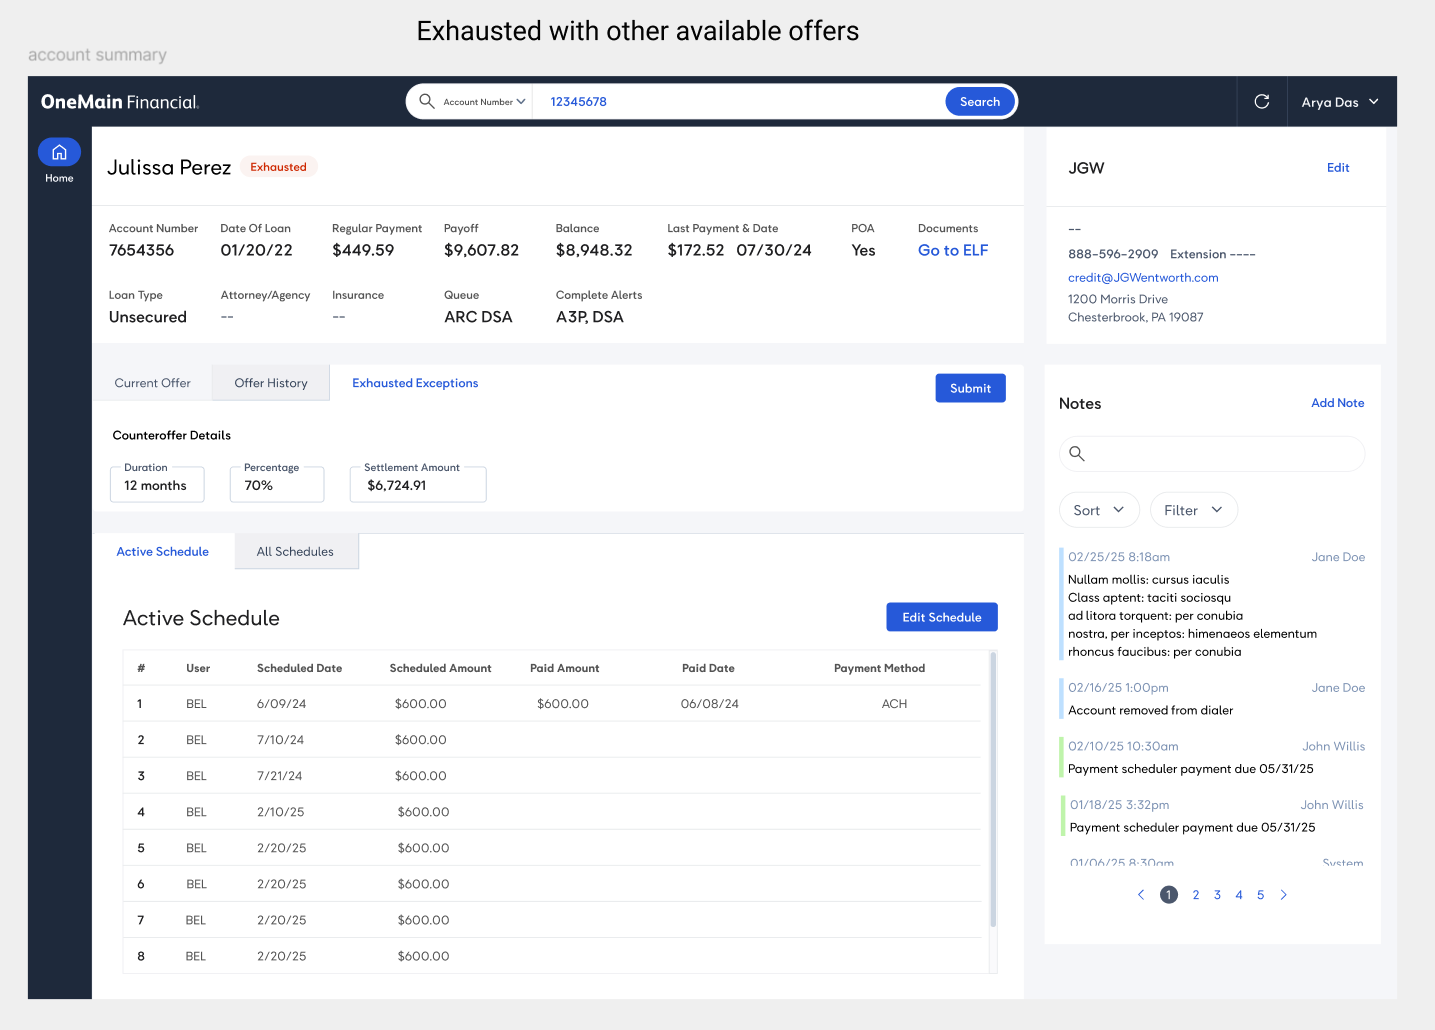 Exhausted with other available offers
account summary
OneMain Financial.
Account Number
12345678
Search
Arya Das
Home
Julissa Perez
Exhausted
Account Number Date Of Loan Regular Payment Payoff Balance Last Payment & Date POA Documents
7654356 01/20/22 $449.59 $9,607.82 $8,948.32 $172.52 07/30/24 Yes Go to ELF
Loan Type Attorney/Agency Insurance Queue Complete Alerts
Unsecured -- -- ARC DSA A3P, DSA
JGW
Edit
--
888-596-2909 Extension ----
credit@JGWentworth.com
1200 Morris Drive
Chesterbrook, PA 19087
Current Offer Offer History Exhausted Exceptions
Submit
Counteroffer Details
Duration Percentage Settlement Amount
12 months 70% $6,724.91
Active Schedule All Schedules
Active Schedule
Edit Schedule
# User Scheduled Date Scheduled Amount Paid Amount Paid Date Payment Method
1 BEL 6/09/24 $600.00 $600.00 06/08/24 ACH
2 BEL 7/10/24 $600.00
3 BEL 7/21/24 $600.00
4 BEL 2/10/25 $600.00
5 BEL 2/20/25 $600.00
6 BEL 2/20/25 $600.00
7 BEL 2/20/25 $600.00
8 BEL 2/20/25 $600.00
Notes
Add Note
Sort Filter
02/25/25 8:18am Jane Doe
Nullam mollis: cursus iaculis
Class aptent: taciti sociosqu
ad litora torquent: per conubia
nostra, per inceptos: himenaeos elementum
rhoncus faucibus: per conubia
02/16/25 1:00pm Jane Doe
Account removed from dialer
02/10/25 10:30am John Willis
Payment scheduler payment due 05/31/25
01/18/25 3:32pm John Willis
Payment scheduler payment due 05/31/25
01/06/25 8:30am System
1 2 3 4 5